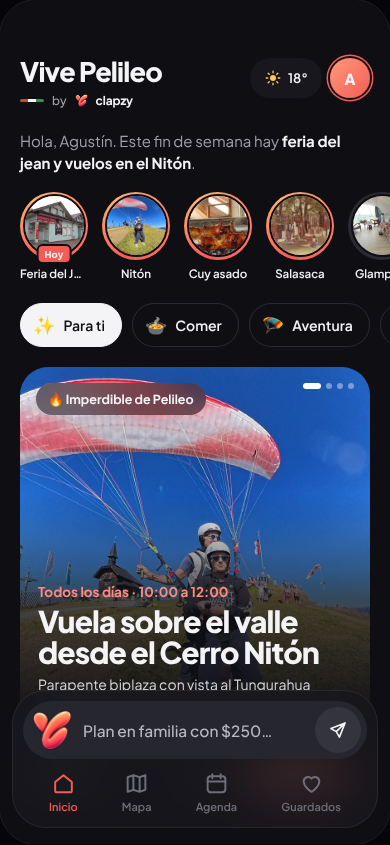 Vive Pelileo
18°
A
by clapzy
Hola, Agustín. Este fin de semana hay feria del
jean y vuelos en el Nitón.
Hoy
Feria del J...
Nitón
Cuy asado
Salasaca
Glamp
✨ Para ti
🍲 Comer
🪂 Aventura
🔥 Imperdible de Pelileo
Todos los días · 10:00 a 12:00
Vuela sobre el valle
desde el Cerro Nitón
Parapente biplaza con vista al Tungurahua
Plan en familia con $250...
Inicio
Mapa
Agenda
Guardados